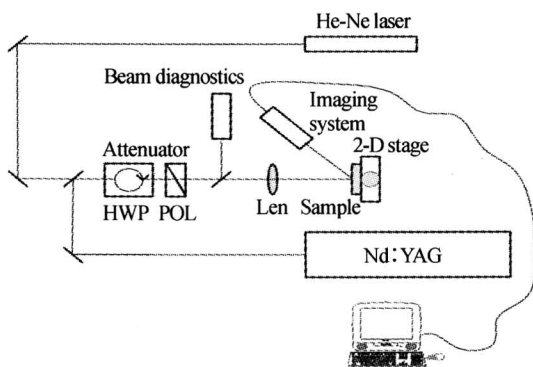 He-Ne laser
Beam diagnostics
Imaging
system
2-D stage
Attenuator
HWP POL
Len Sample
Nd:YAG